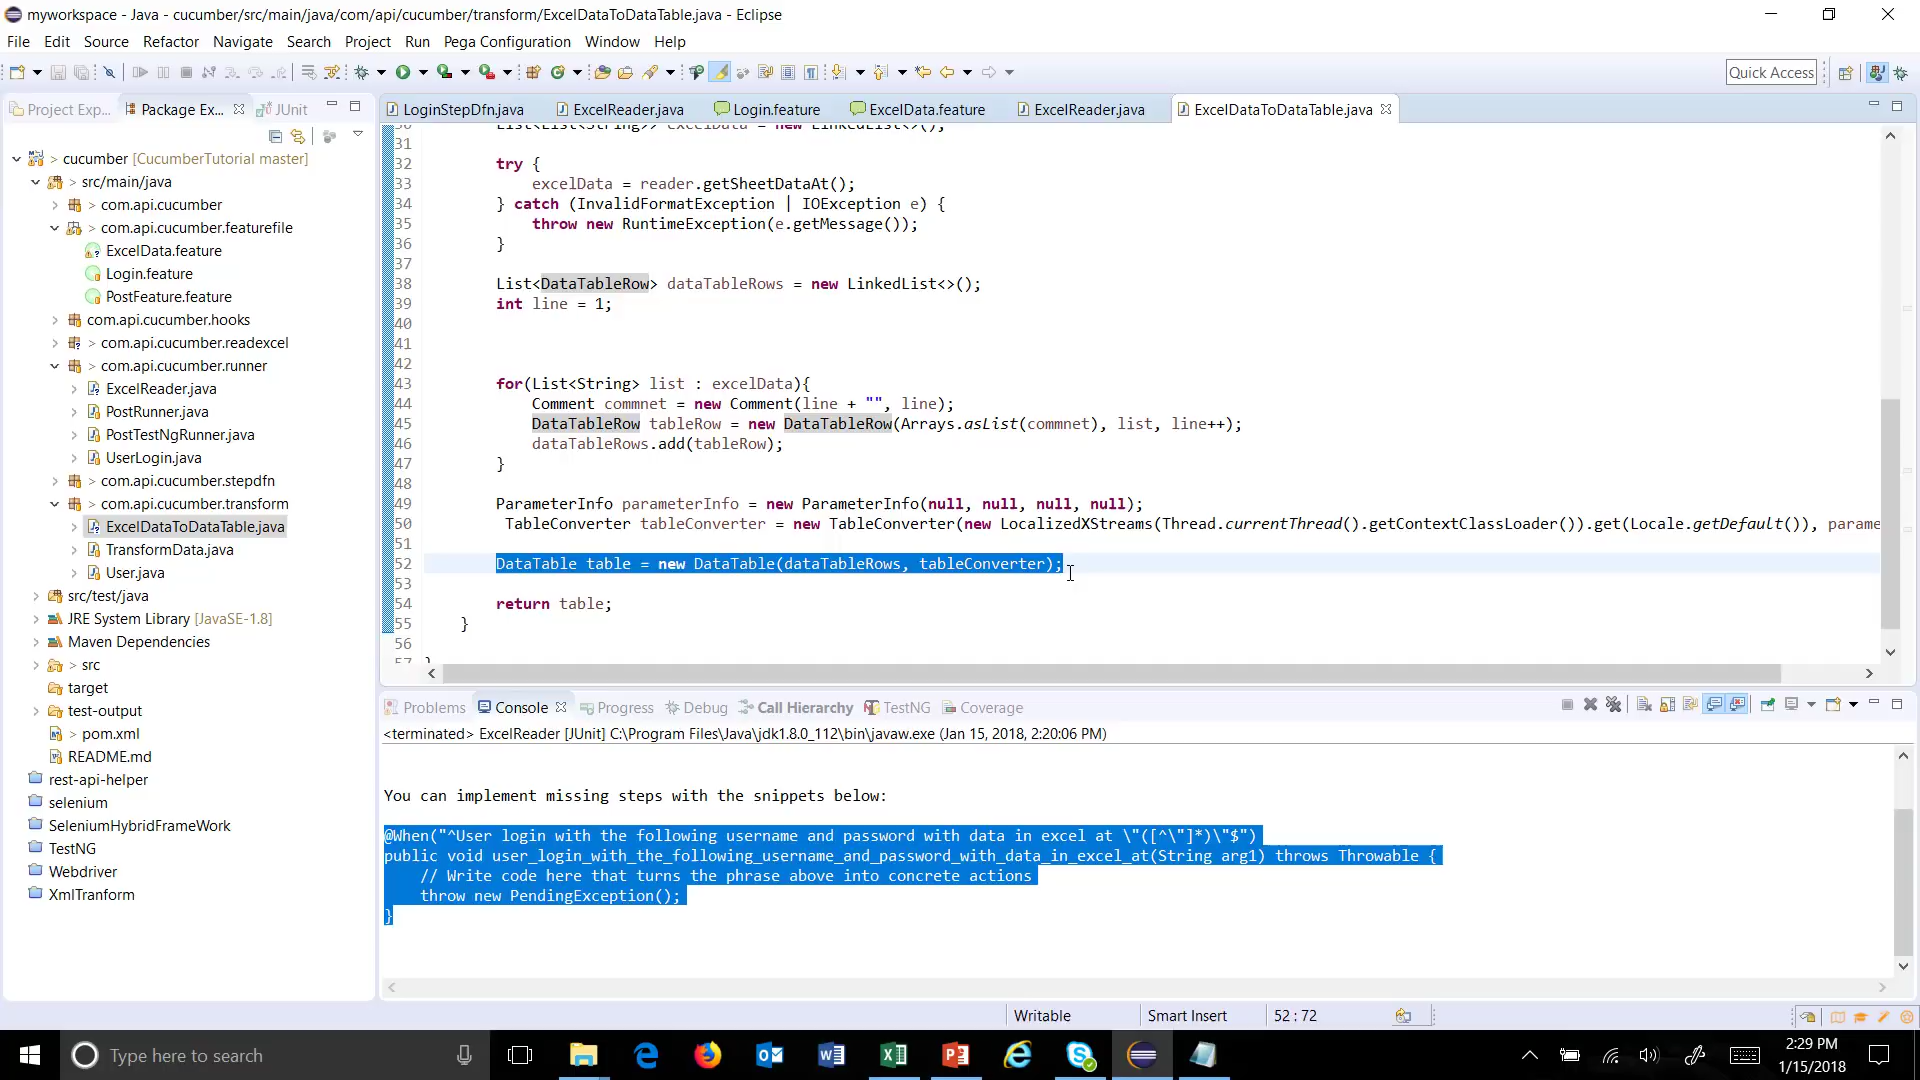 myworkspace - Java - cucumber/src/main/java/com/api/cucumber/transform/ExcelDataToDataTable.java - Eclipse
File Edit Source Refactor Navigate Search Project Run Pega Configuration Window Help
Quick Access
Project Exp... Package Ex... JUnit
LoginStepDfn.java ExcelReader.java Login.feature ExcelData.feature ExcelReader.java ExcelDataToDataTable.java
> cucumber [CucumberTutorial master]
> src/main/java
> com.api.cucumber
> com.api.cucumber.featurefile
ExcelData.feature
Login.feature
PostFeature.feature
com.api.cucumber.hooks
> com.api.cucumber.readexcel
> com.api.cucumber.runner
ExcelReader.java
PostRunner.java
PostTestNgRunner.java
UserLogin.java
> com.api.cucumber.stepdfn
> com.api.cucumber.transform
ExcelDataToDataTable.java
TransformData.java
User.java
> src/test/java
JRE System Library [JavaSE-1.8]
Maven Dependencies
> src
target
test-output
> pom.xml
README.md
rest-api-helper
selenium
SeleniumHybridFrameWork
TestNG
Webdriver
XmlTranform
30 List<List<String>> excelData = new LinkedList<>();
31
32 try {
33 excelData = reader.getSheetDataAt();
34 } catch (InvalidFormatException | IOException e) {
35 throw new RuntimeException(e.getMessage());
36 }
37
38 List<DataTableRow> dataTableRows = new LinkedList<>();
39 int line = 1;
40
41
42
43 for(List<String> list : excelData){
44 Comment commnet = new Comment(line + "", line);
45 DataTableRow tableRow = new DataTableRow(Arrays.asList(commnet), list, line++);
46 dataTableRows.add(tableRow);
47 }
48
49 ParameterInfo parameterInfo = new ParameterInfo(null, null, null, null);
50 TableConverter tableConverter = new TableConverter(new LocalizedXStreams(Thread.currentThread().getContextClassLoader()).get(Locale.getDefault()), parame
51
52 DataTable table = new DataTable(dataTableRows, tableConverter);
53
54 return table;
55 }
56
57 }
Problems Console Progress Debug Call Hierarchy TestNG Coverage
<terminated> ExcelReader [JUnit] C:\Program Files\Java\jdk1.8.0_112\bin\javaw.exe (Jan 15, 2018, 2:20:06 PM)
You can implement missing steps with the snippets below:
@When("^User login with the following username and password with data in excel at \"([^\"]*)\"$")
public void user_login_with_the_following_username_and_password_with_data_in_excel_at(String arg1) throws Throwable {
// Write code here that turns the phrase above into concrete actions
throw new PendingException();
}
Writable Smart Insert 52 : 72
Type here to search
2:29 PM
1/15/2018